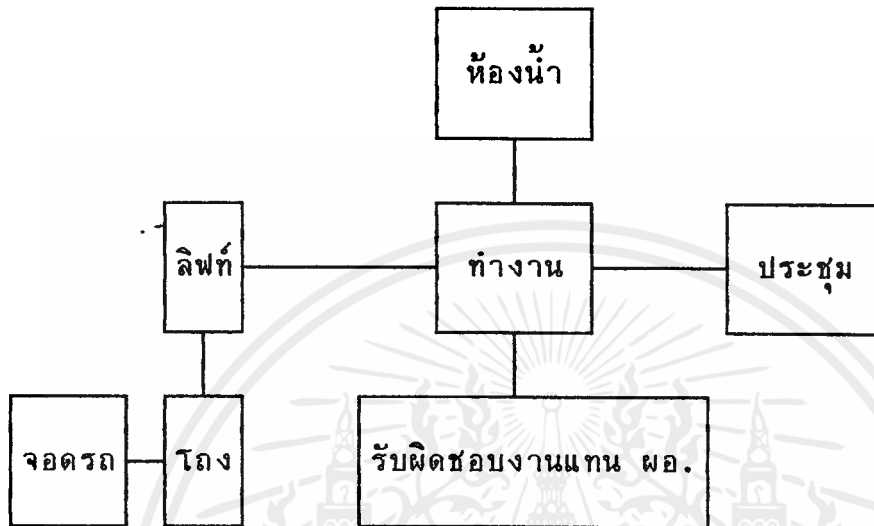 ห้องน้ำ
ลิฟท์
ทำงาน
ประชุม
จอดรถ
โถง
รับผิดชอบงานแทน ผอ.